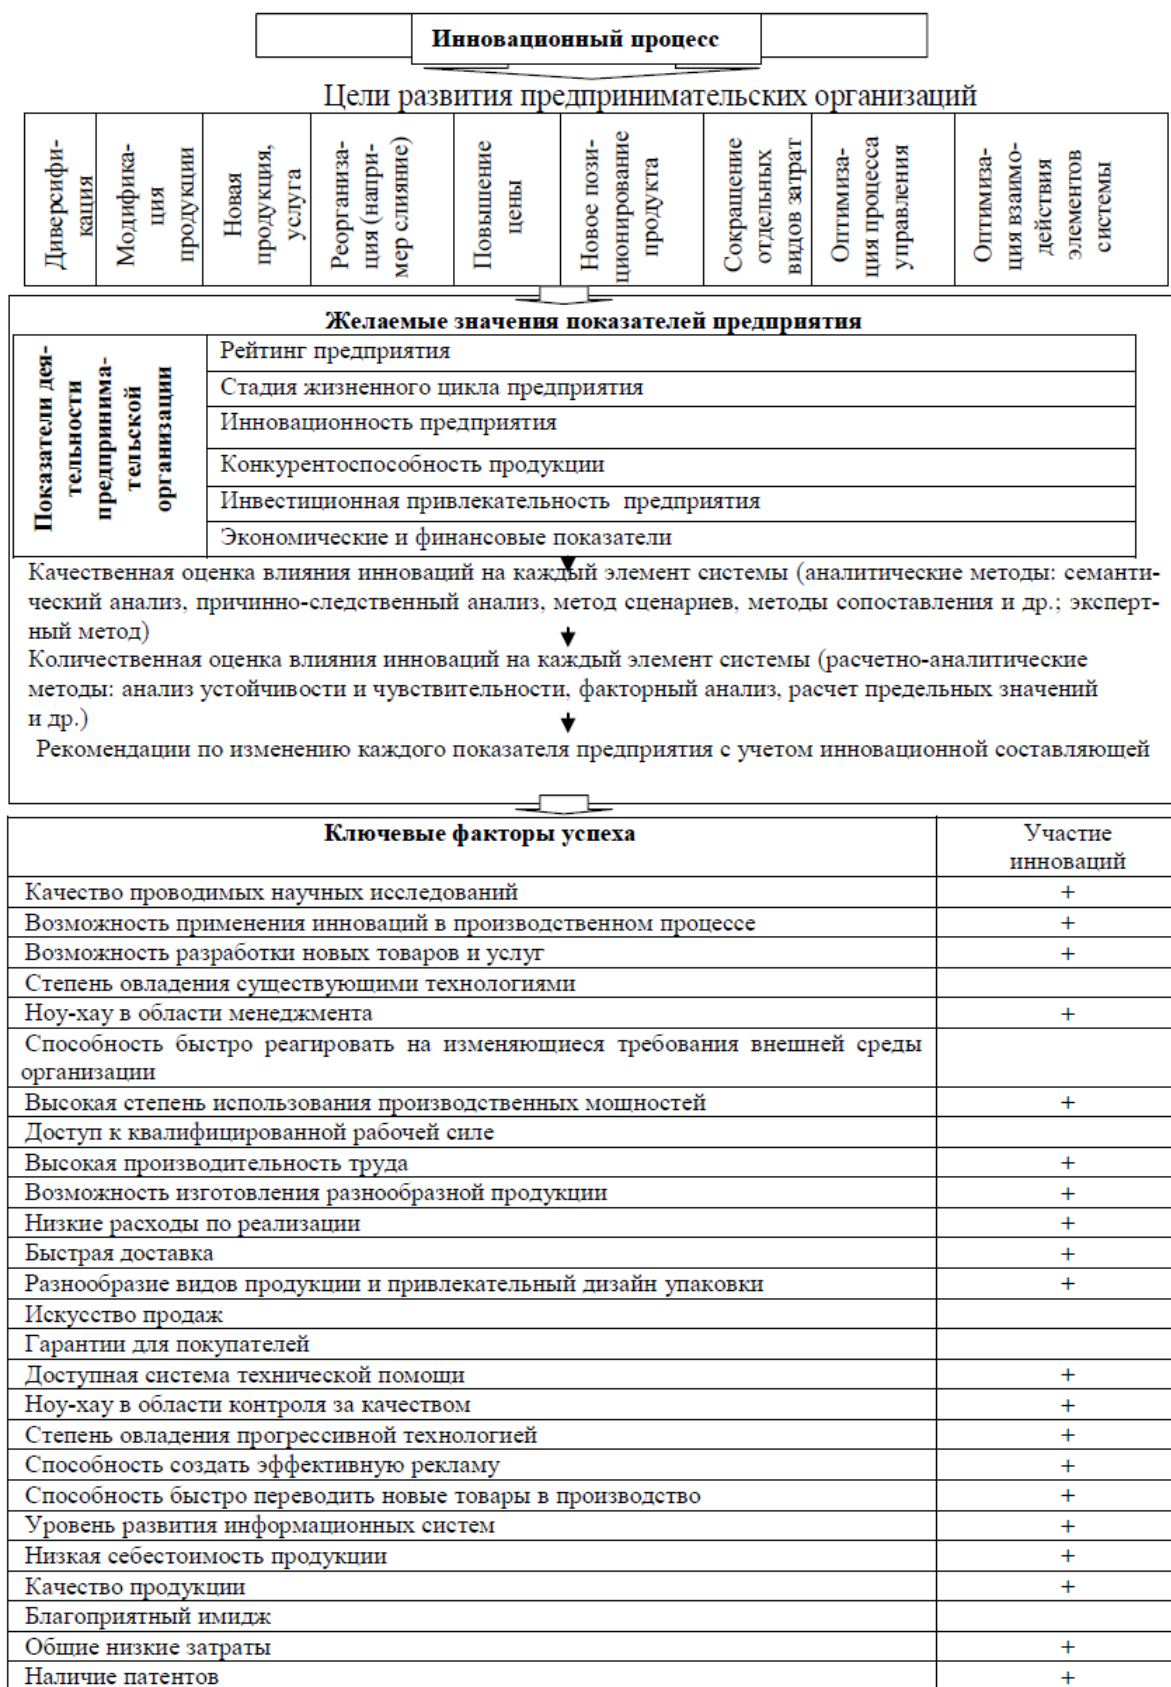 Инновационный процесс
Цели развития предпринимательских организаций
Диверсифи-
кация
Модифика-
ция
продукции
Новая
продукция,
услуга
Реорганиза-
ция (напри-
мер слияние)
Повышение
цены
Новое пози-
ционирование
продукта
Сокращение
отдельных
видов затрат
Оптимиза-
ция процесса
управления
Оптимиза-
ция взаимо-
действия
элементов
системы
Желаемые значения показателей предприятия
Показатели дея-
тельности
предпринима-
тельской
организации
Рейтинг предприятия
Стадия жизненного цикла предприятия
Инновационность предприятия
Конкурентоспособность продукции
Инвестиционная привлекательность предприятия
Экономические и финансовые показатели
Качественная оценка влияния инноваций на каждый элемент системы (аналитические методы: семанти-
ческий анализ, причинно-следственный анализ, метод сценариев, методы сопоставления и др.; эксперт-
ный метод)
Количественная оценка влияния инноваций на каждый элемент системы (расчетно-аналитические
методы: анализ устойчивости и чувствительности, факторный анализ, расчет предельных значений
и др.)
Рекомендации по изменению каждого показателя предприятия с учетом инновационной составляющей
Ключевые факторы успеха
Участие
инноваций
Качество проводимых научных исследований +
Возможность применения инноваций в производственном процессе +
Возможность разработки новых товаров и услуг +
Степень овладения существующими технологиями
Ноу-хау в области менеджмента +
Способность быстро реагировать на изменяющиеся требования внешней среды
организации
Высокая степень использования производственных мощностей +
Доступ к квалифицированной рабочей силе
Высокая производительность труда +
Возможность изготовления разнообразной продукции +
Низкие расходы по реализации +
Быстрая доставка +
Разнообразие видов продукции и привлекательный дизайн упаковки +
Искусство продаж
Гарантии для покупателей
Доступная система технической помощи +
Ноу-хау в области контроля за качеством +
Степень овладения прогрессивной технологией +
Способность создать эффективную рекламу +
Способность быстро переводить новые товары в производство +
Уровень развития информационных систем +
Низкая себестоимость продукции +
Качество продукции +
Благоприятный имидж
Общие низкие затраты +
Наличие патентов +